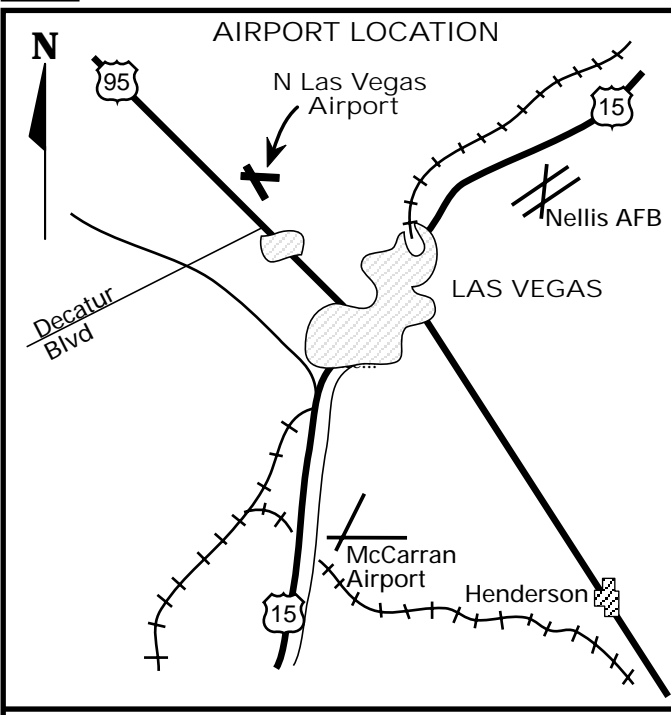 AIRPORT LOCATION
N
95
N Las Vegas
Airport
15
Nellis AFB
LAS VEGAS
Decatur
Blvd
McCarran
Airport
Henderson
15